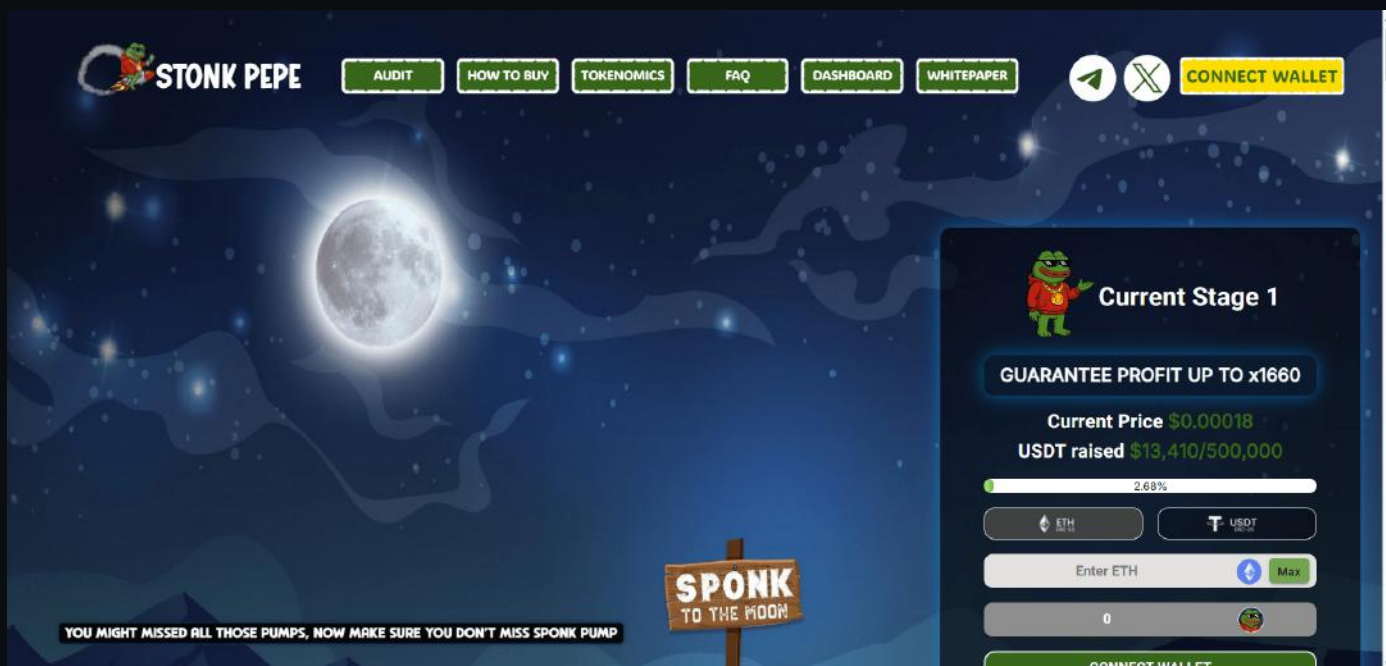 STONK PEPE
AUDIT
HOW TO BUY
TOKENOMICS
FAQ
DASHBOARD
WHITEPAPER
CONNECT WALLET
Current Stage 1
GUARANTEE PROFIT UP TO x1660
Current Price $0.00018
USDT raised $13,410/500,000
2.68%
ETH
USDT
Enter ETH
Max
0
CONNECT WALLET
SPONK
TO THE MOON
YOU MIGHT MISSED ALL THOSE PUMPS, NOW MAKE SURE YOU DON'T MISS SPONK PUMP